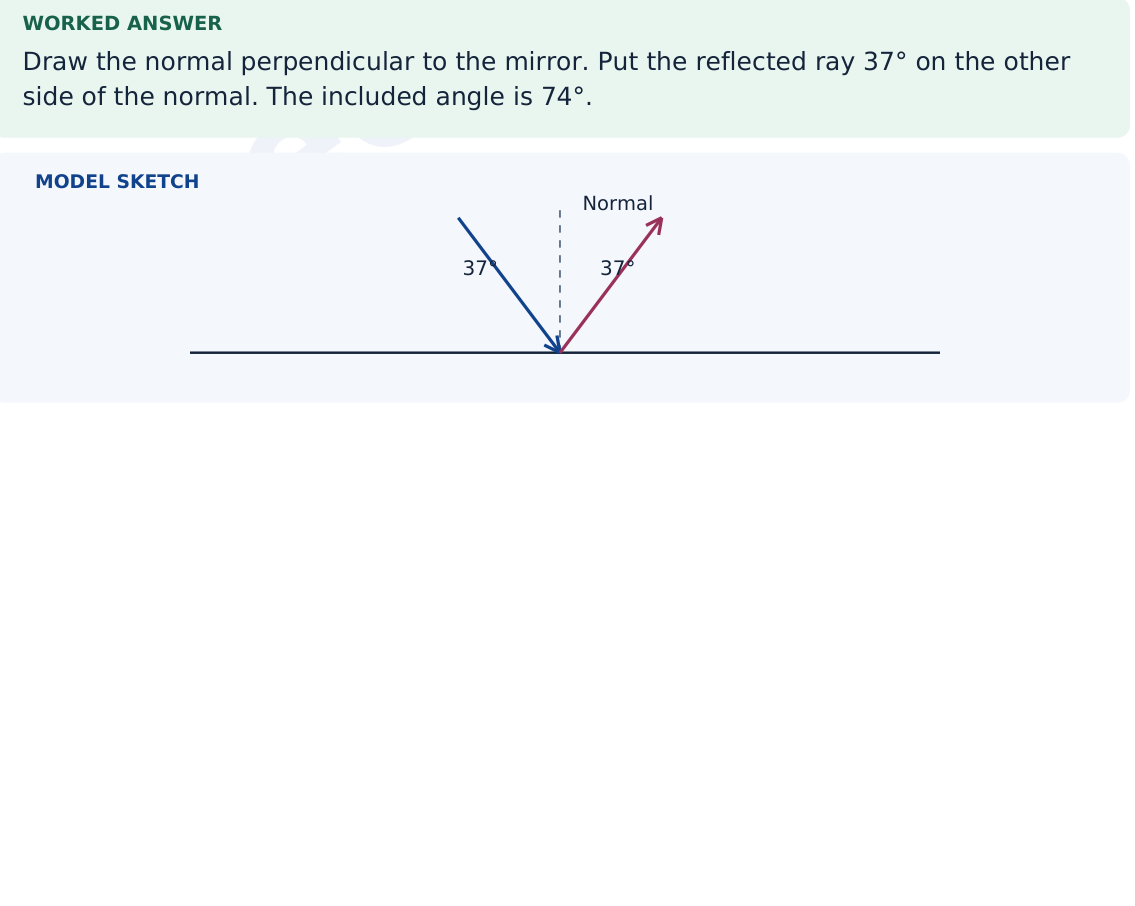 WORKED ANSWER
Draw the normal perpendicular to the mirror. Put the reflected ray 37° on the other
side of the normal. The included angle is 74°.
MODEL SKETCH
Normal
37° 37°